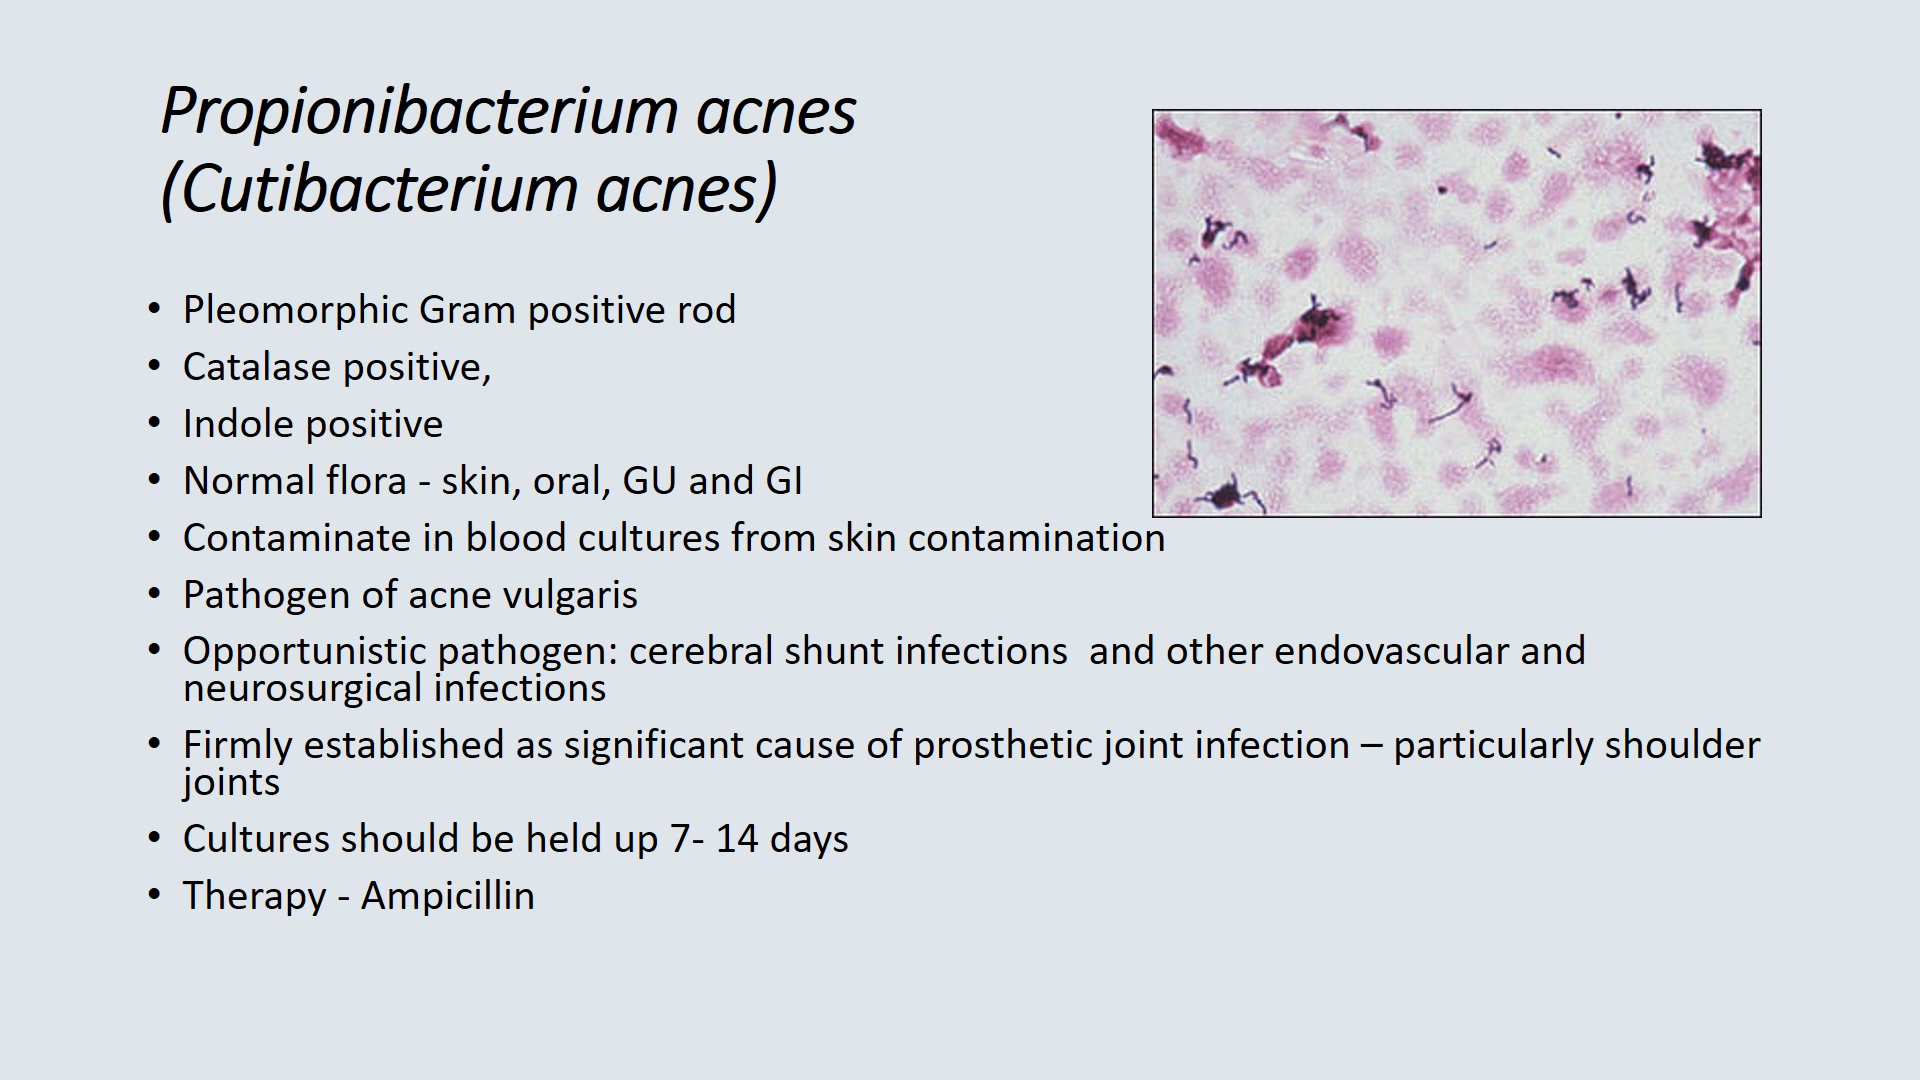 Propionibacterium acnes
(Cutibacterium acnes)
• Pleomorphic Gram positive rod
• Catalase positive,
• Indole positive
• Normal flora - skin, oral, GU and GI
• Contaminate in blood cultures from skin contamination
• Pathogen of acne vulgaris
• Opportunistic pathogen: cerebral shunt infections  and other endovascular and
neurosurgical infections
• Firmly established as significant cause of prosthetic joint infection – particularly shoulder
joints
• Cultures should be held up 7- 14 days
• Therapy - Ampicillin